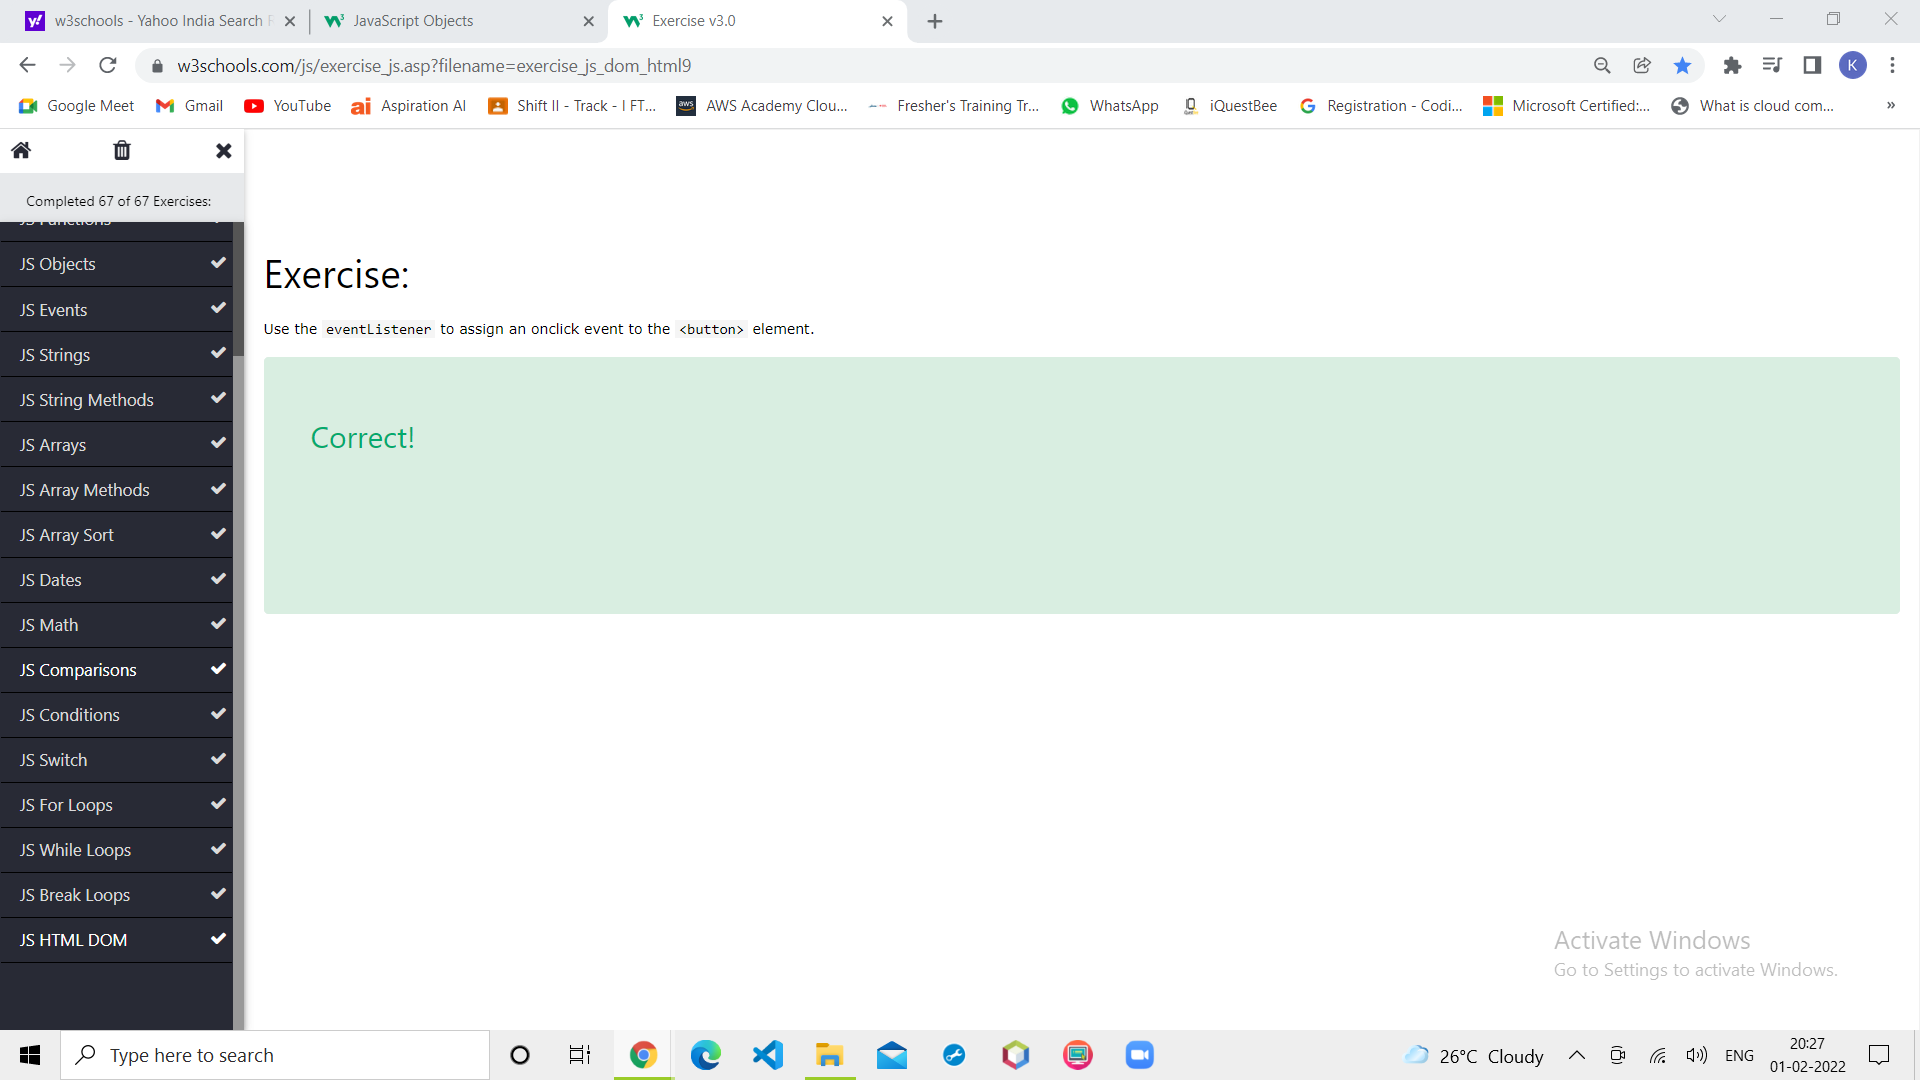 w3schools - Yahoo India Search
JavaScript Objects
Exercise v3.0
w3schools.com/js/exercise_js.asp?filename=exercise_js_dom_html9
K
Google Meet
Gmail
YouTube
ai Aspiration AI
Shift II - Track - I FT...
aws AWS Academy Clou...
Fresher's Training Tr...
WhatsApp
iQuestBee
Registration - Codi...
Microsoft Certified:...
What is cloud com...
»
Completed 67 of 67 Exercises:
JS Functions
JS Objects
JS Events
JS Strings
JS String Methods
JS Arrays
JS Array Methods
JS Array Sort
JS Dates
JS Math
JS Comparisons
JS Conditions
JS Switch
JS For Loops
JS While Loops
JS Break Loops
JS HTML DOM
Exercise:
Use the eventListener to assign an onclick event to the <button> element.
Correct!
Activate Windows
Go to Settings to activate Windows.
Type here to search
26°C Cloudy
ENG
20:27
01-02-2022